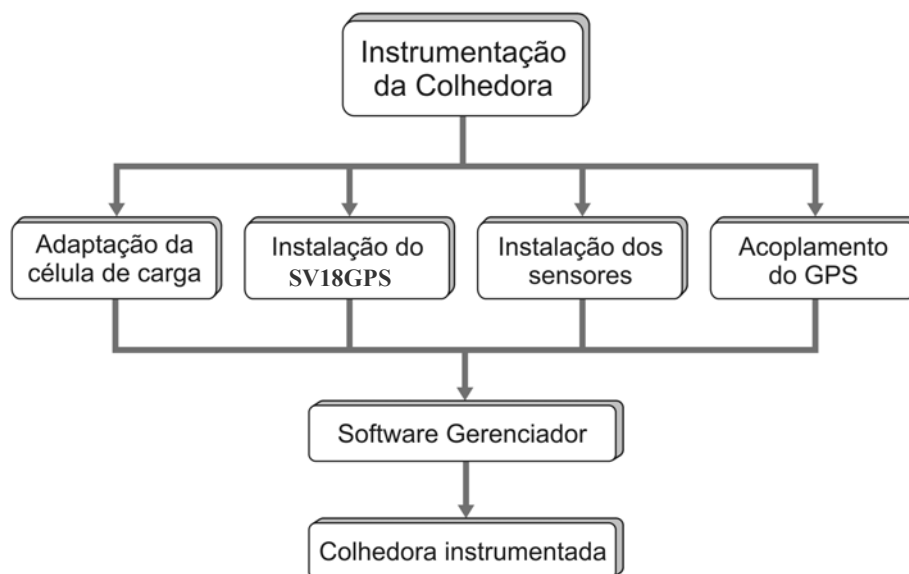 Instrumentação
da Colhedora
Adaptação da
célula de carga
Instalação do
SV18GPS
Instalação dos
sensores
Acoplamento
do GPS
Software Gerenciador
Colhedora instrumentada